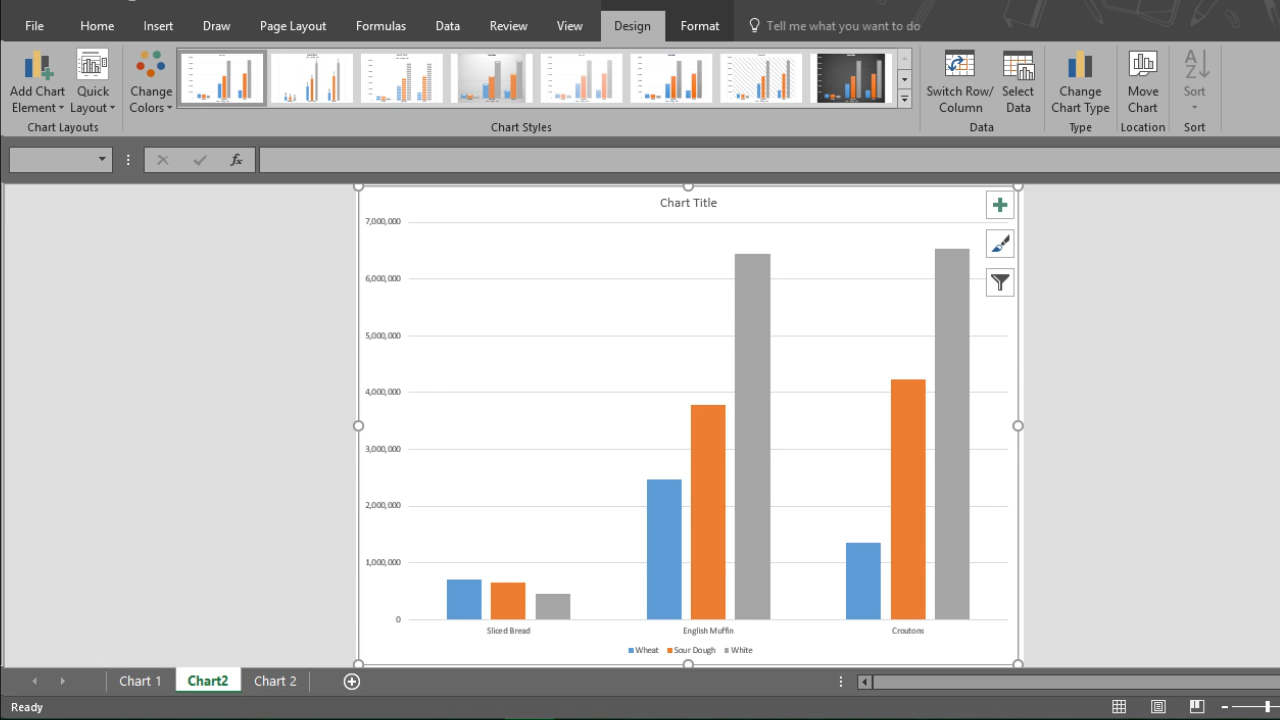 File Home Insert Draw Page Layout Formulas Data Review View Design Format Tell me what you want to do
Add Chart Element
Quick Layout
Change Colors
Switch Row/ Column
Select Data
Change Chart Type
Move Chart
Sort
Chart Layouts Chart Styles Data Type Location Sort
fx
Chart Title
7,000,000
6,000,000
5,000,000
4,000,000
3,000,000
2,000,000
1,000,000
0
Sliced Bread English Muffin Croutons
Wheat Sour Dough White
Chart 1 Chart2 Chart 2
Ready